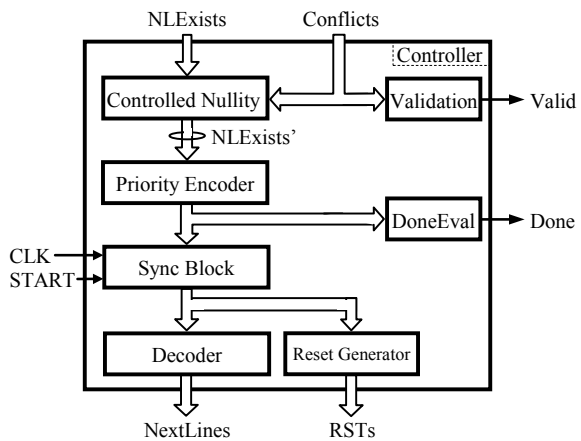 NLExists
Conflicts
Controller
Controlled Nullity
Validation
Valid
NLExists’
Priority Encoder
DoneEval
Done
CLK
START
Sync Block
Decoder
Reset Generator
NextLines
RSTs